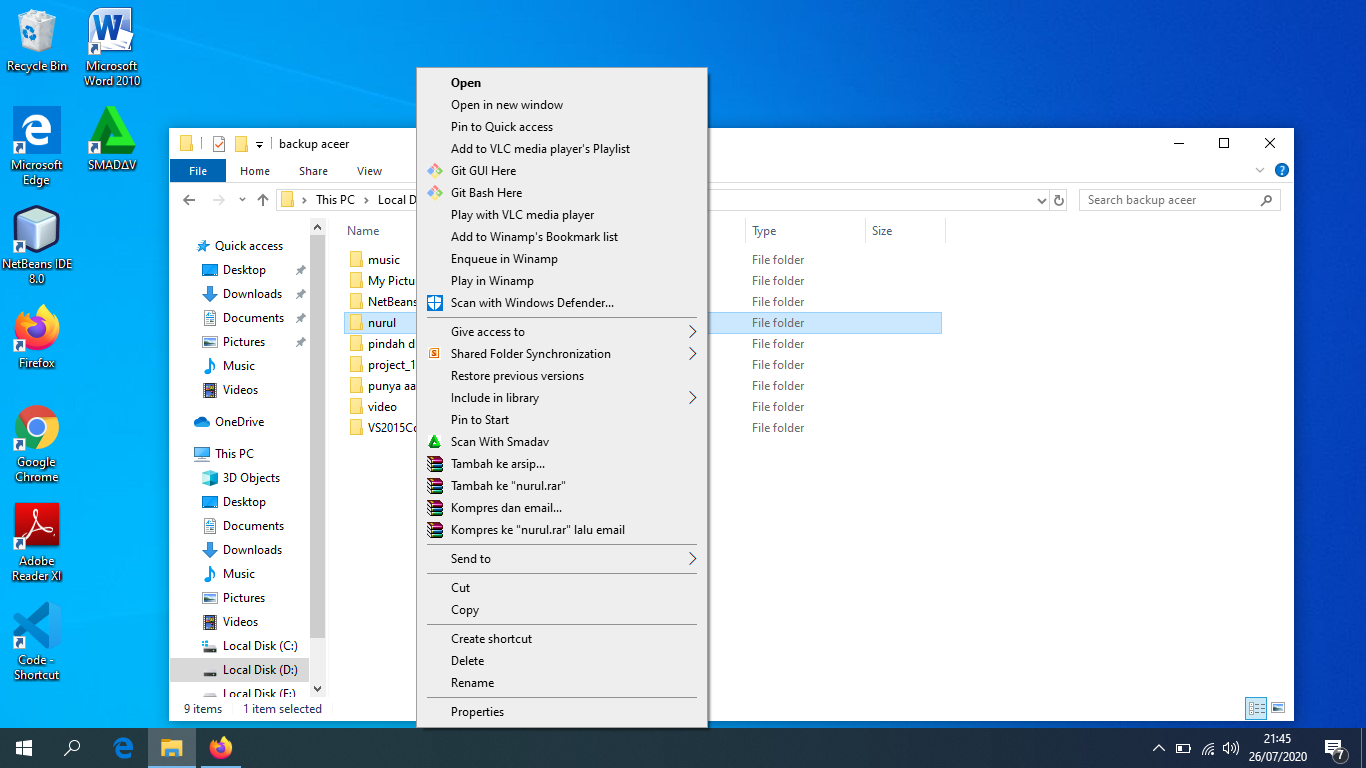 Recycle Bin
Microsoft
Word 2010
Microsoft
Edge
SMADΔV
NetBeans IDE
8.0
Firefox
Google
Chrome
Adobe
Reader XI
Code -
Shortcut
backup aceer
File
Home
Share
View
This PC
Local D
Search backup aceer
Quick access
Desktop
Downloads
Documents
Pictures
Music
Videos
OneDrive
This PC
3D Objects
Desktop
Documents
Downloads
Music
Pictures
Videos
Local Disk (C:)
Local Disk (D:)
Local Disk (E:)
Name
Type
Size
music
File folder
My Pictu
File folder
NetBeans
File folder
nurul
File folder
pindah d
File folder
project_1
File folder
punya aa
File folder
video
File folder
VS2015Co
File folder
Open
Open in new window
Pin to Quick access
Add to VLC media player's Playlist
Git GUI Here
Git Bash Here
Play with VLC media player
Add to Winamp's Bookmark list
Enqueue in Winamp
Play in Winamp
Scan with Windows Defender...
Give access to
Shared Folder Synchronization
Restore previous versions
Include in library
Pin to Start
Scan With Smadav
Tambah ke arsip...
Tambah ke "nurul.rar"
Kompres dan email...
Kompres ke "nurul.rar" lalu email
Send to
Cut
Copy
Create shortcut
Delete
Rename
Properties
9 items
1 item selected
21:45
26/07/2020
7